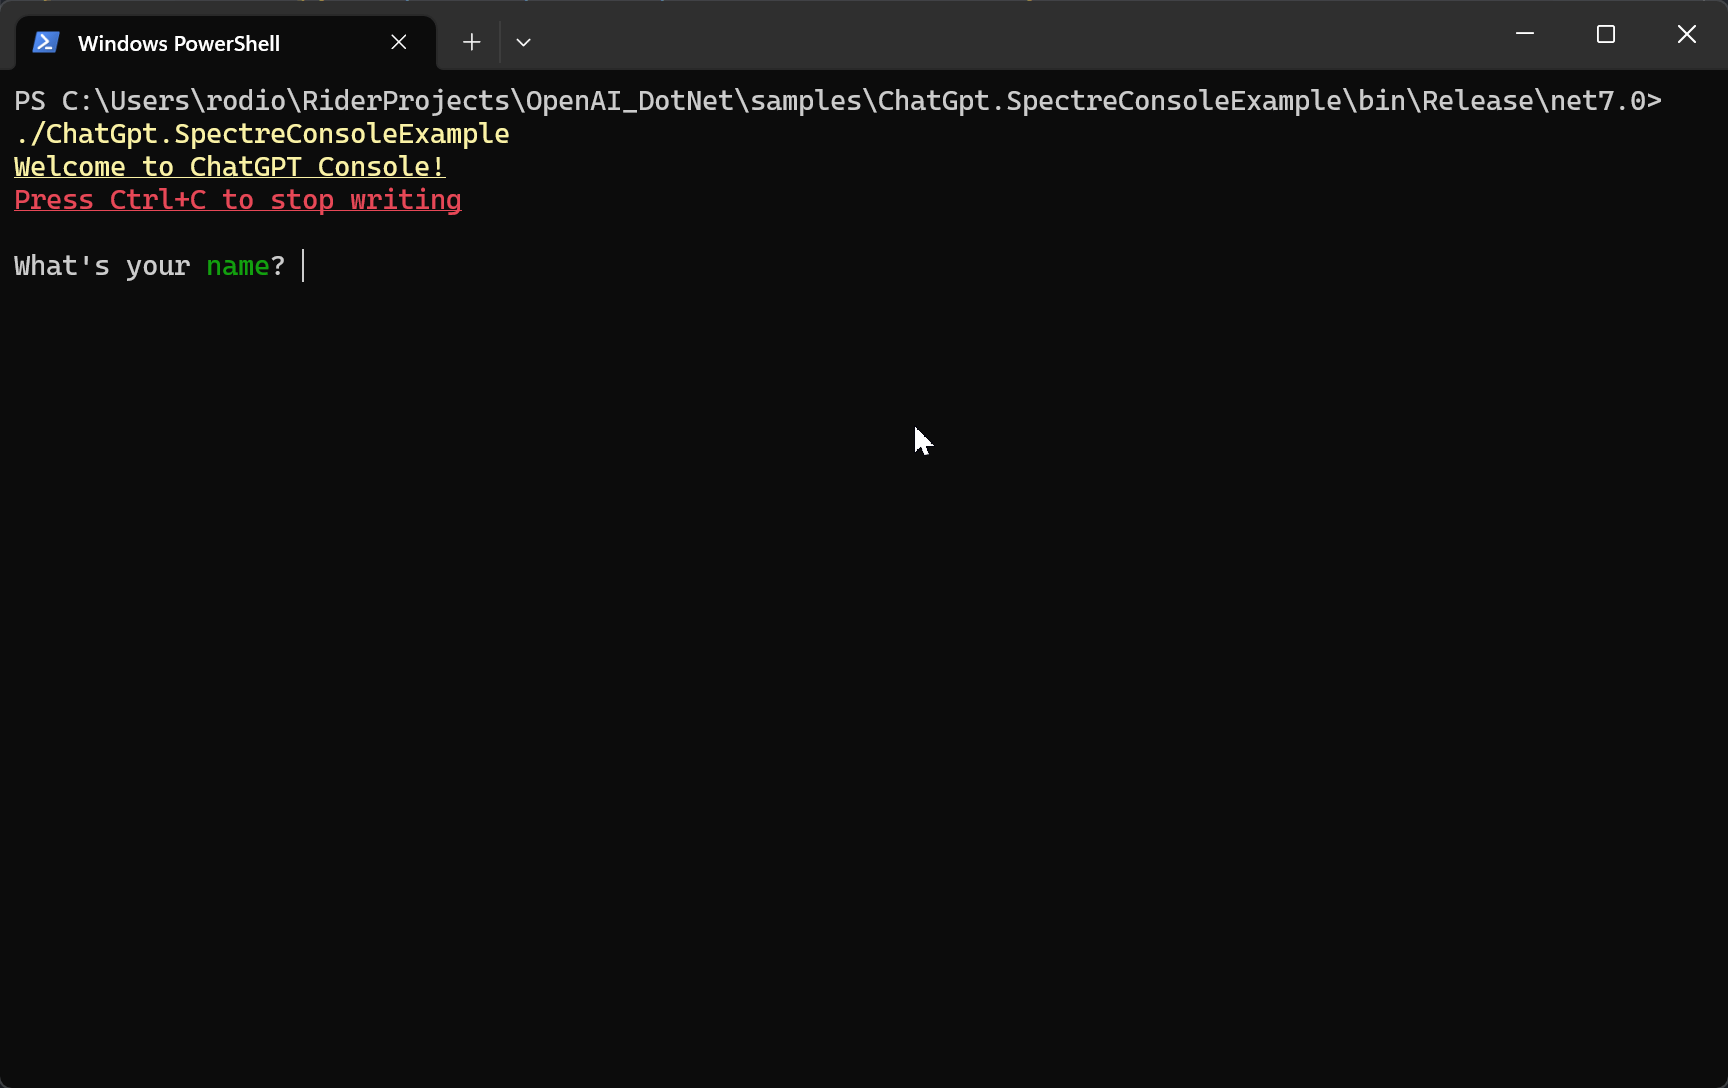 Windows PowerShell
PS C:\Users\rodio\RiderProjects\OpenAI_DotNet\samples\ChatGpt.SpectreConsoleExample\bin\Release\net7.0>
./ChatGpt.SpectreConsoleExample
Welcome to ChatGPT Console!
Press Ctrl+C to stop writing
What's your name?